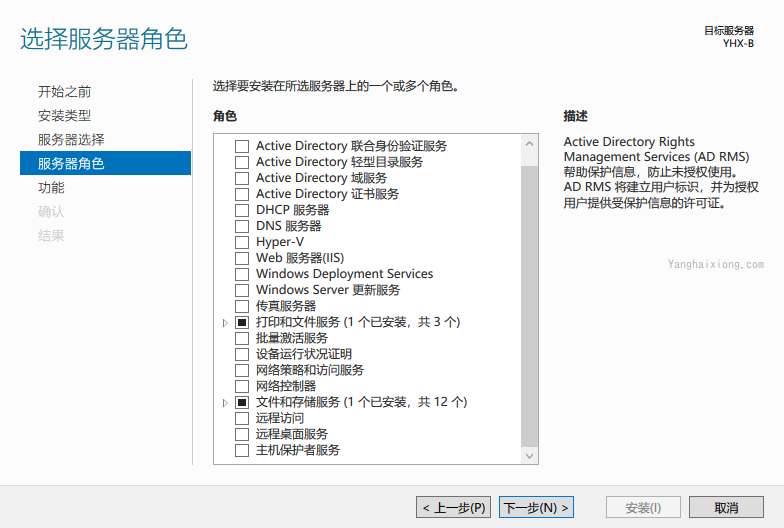 选择服务器角色
目标服务器
YHX-B
开始之前
安装类型
服务器选择
服务器角色
功能
确认
结果
选择要安装在所选服务器上的一个或多个角色。
角色
Active Directory 联合身份验证服务
Active Directory 轻型目录服务
Active Directory 域服务
Active Directory 证书服务
DHCP 服务器
DNS 服务器
Hyper-V
Web 服务器(IIS)
Windows Deployment Services
Windows Server 更新服务
传真服务器
打印和文件服务 (1 个已安装，共 3 个)
批量激活服务
设备运行状况证明
网络策略和访问服务
网络控制器
文件和存储服务 (1 个已安装，共 12 个)
远程访问
远程桌面服务
主机保护者服务
描述
Active Directory Rights
Management Services (AD RMS)
帮助保护信息，防止未授权使用。
AD RMS 将建立用户标识，并为授权
用户提供受保护信息的许可证。
Yanghaixiong.com
< 上一步(P)
下一步(N) >
安装(I)
取消